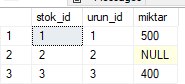 stok_id urun_id miktar
1 1 1 500
2 2 2 NULL
3 3 3 400